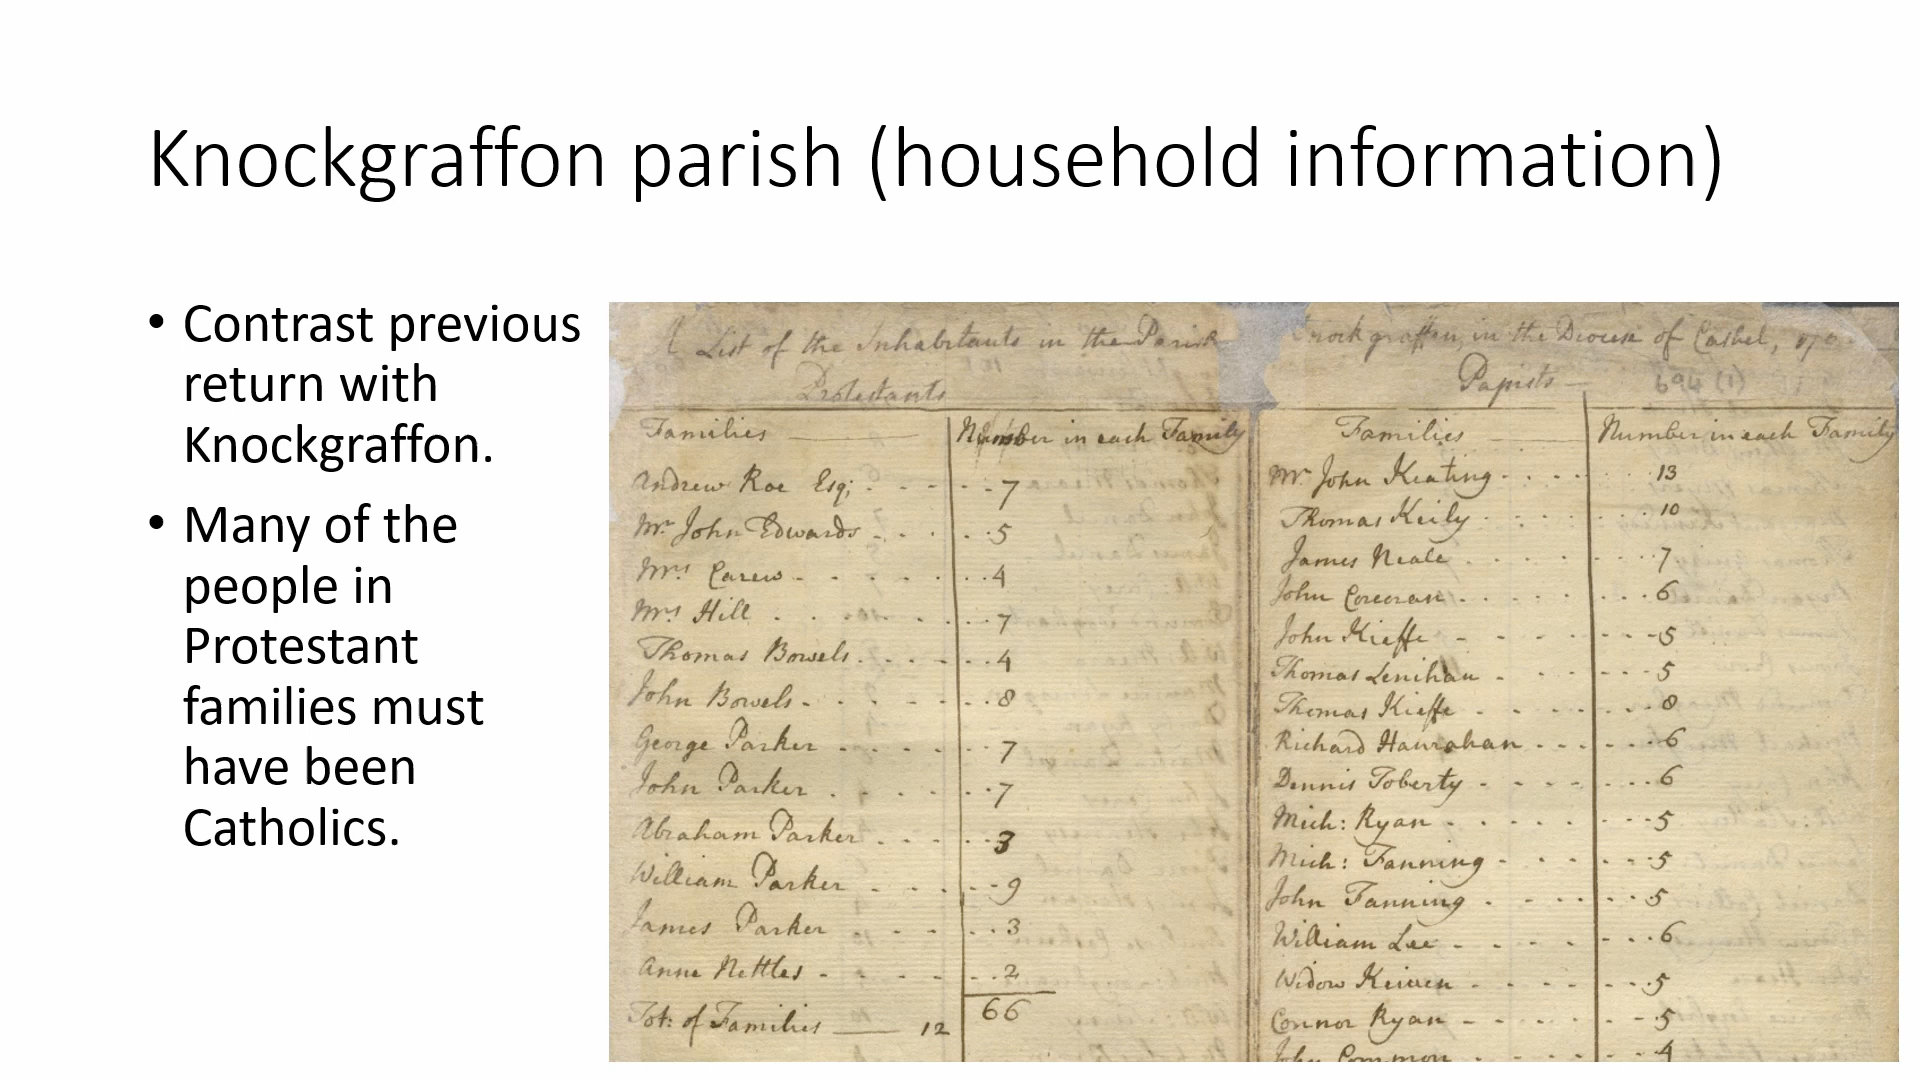 Knockgraffon parish (household information)
• Contrast previous
return with
Knockgraffon.
• Many of the
people in
Protestant
families must
have been
Catholics.
List of the Inhabitants in the Parish
Protestants
Families Number in each Family
Andrew Roe Esq; 7
Mr John Edwards 5
Mrs Carew 4
Mrs Hill 7
Thomas Bowels 4
John Bowels 8
George Parker 7
John Parker 7
Abraham Parker 3
William Parker 9
James Parker 3
Anne Nettles 2
66
Tot: of Families 12
in the Diocese of Cashel,
Papists
694 (1)
Families Number in each Family
Mr John Keating 13
Thomas Keily 10
James Neale 7
John Corcoran 6
John Kieffe 5
Thomas Lenihan 5
Thomas Kieffe 8
Richard Hanrahan 6
Dennis Toberty 6
Mich: Ryan 5
Mich: Fanning 5
John Fanning 5
William Lee 6
Widow 5
Connor Ryan 5
John Common 4